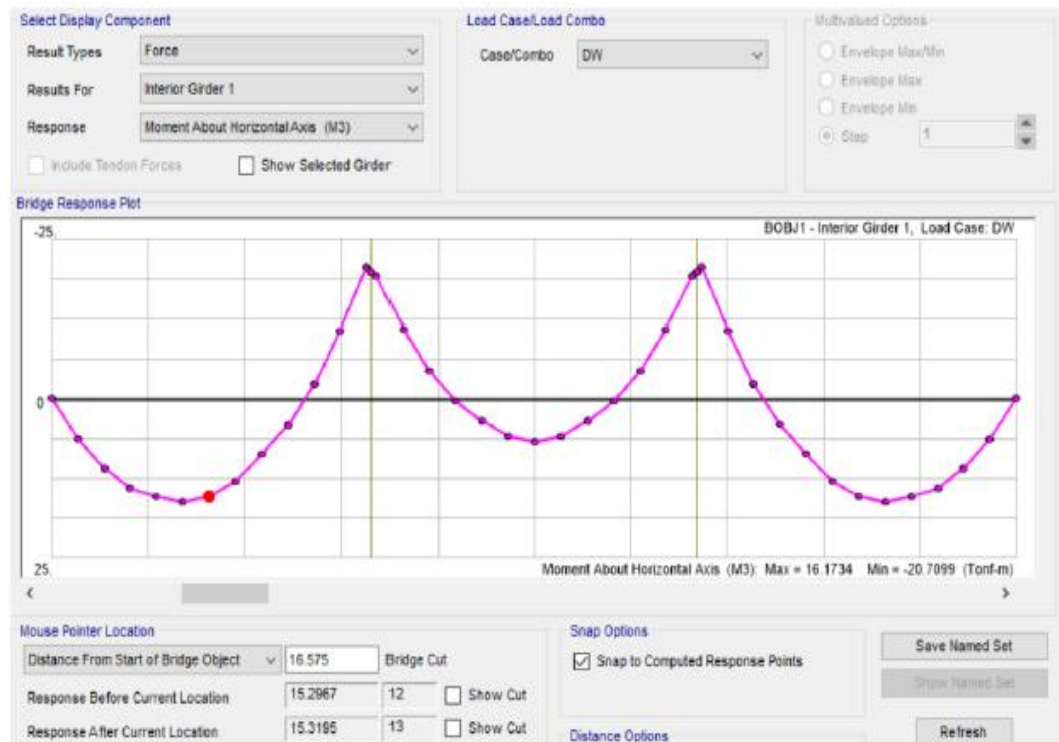 Select Display Component
Result Types Force
Results For Interior Girder 1
Response Moment About Horizontal Axis (M3)
Include Tendon Forces Show Selected Girder
Load Case/Load Combo
Case/Combo DW
Multivalued Options
Envelope Max/Min
Envelope Max
Envelope Min
Step 1
Bridge Response Plot
-25.
BOBJ1 - Interior Girder 1, Load Case: DW
0
25.
Moment About Horizontal Axis (M3): Max = 16.1734 Min = -20.7099 (Tonf-m)
Mouse Pointer Location
Distance From Start of Bridge Object 16.575 Bridge Cut
Response Before Current Location 15.2967 12 Show Cut
Response After Current Location 15.3195 13 Show Cut
Snap Options
Snap to Computed Response Points
Distance Options
Save Named Set
Show Named Set
Refresh